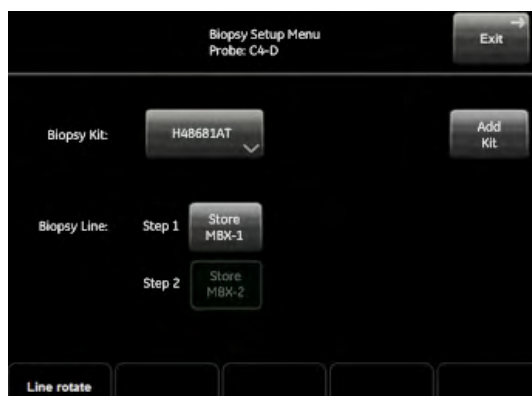 Biopsy Setup Menu
Probe: C4-D
Exit
Biopsy Kit:
H48681AT
Add
Kit
Biopsy Line:
Step 1
Store
MBX-1
Step 2
Store
MBX-2
Line rotate